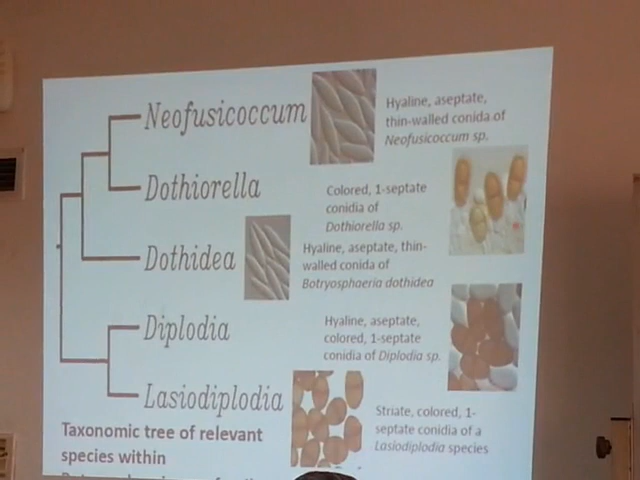 Neofusicoccum
Hyaline, aseptate,
thin-walled conida of
Neofusicoccum sp.
Dothiorella
Colored, 1-septate
conidia of
Dothiorella sp.
Dothidea
Hyaline, aseptate, thin-
walled conida of
Botryosphaeria dothidea
Diplodia
Hyaline, aseptate,
colored, 1-septate
conidia of Diplodia sp.
Lasiodiplodia
Striate, colored, 1-
septate conidia of a
Lasiodiplodia species
Taxonomic tree of relevant
species within